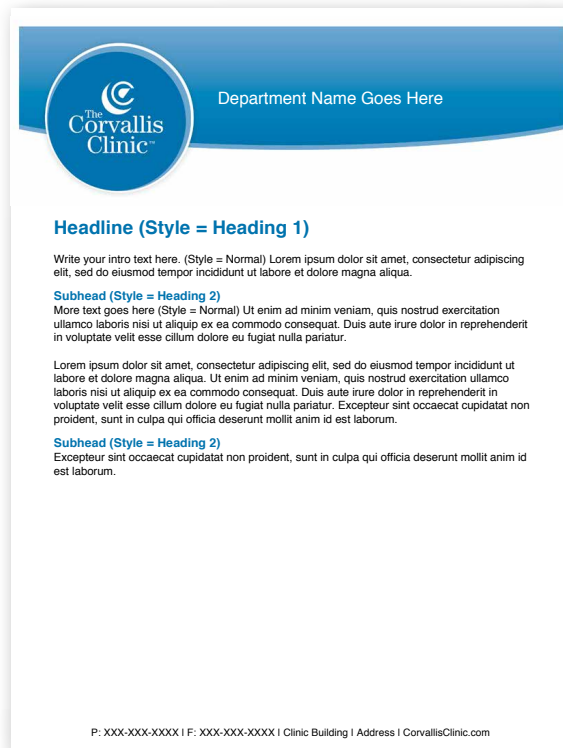 The
Corvallis
Clinic™
Department Name Goes Here
Headline (Style = Heading 1)
Write your intro text here. (Style = Normal) Lorem ipsum dolor sit amet, consectetur adipiscing
elit, sed do eiusmod tempor incididunt ut labore et dolore magna aliqua.
Subhead (Style = Heading 2)
More text goes here (Style = Normal) Ut enim ad minim veniam, quis nostrud exercitation
ullamco laboris nisi ut aliquip ex ea commodo consequat. Duis aute irure dolor in reprehenderit
in voluptate velit esse cillum dolore eu fugiat nulla pariatur.
Lorem ipsum dolor sit amet, consectetur adipiscing elit, sed do eiusmod tempor incididunt ut
labore et dolore magna aliqua. Ut enim ad minim veniam, quis nostrud exercitation ullamco
laboris nisi ut aliquip ex ea commodo consequat. Duis aute irure dolor in reprehenderit in
voluptate velit esse cillum dolore eu fugiat nulla pariatur. Excepteur sint occaecat cupidatat non
proident, sunt in culpa qui officia deserunt mollit anim id est laborum.
Subhead (Style = Heading 2)
Excepteur sint occaecat cupidatat non proident, sunt in culpa qui officia deserunt mollit anim id
est laborum.
P: XXX-XXX-XXXX | F: XXX-XXX-XXXX | Clinic Building | Address | CorvallisClinic.com